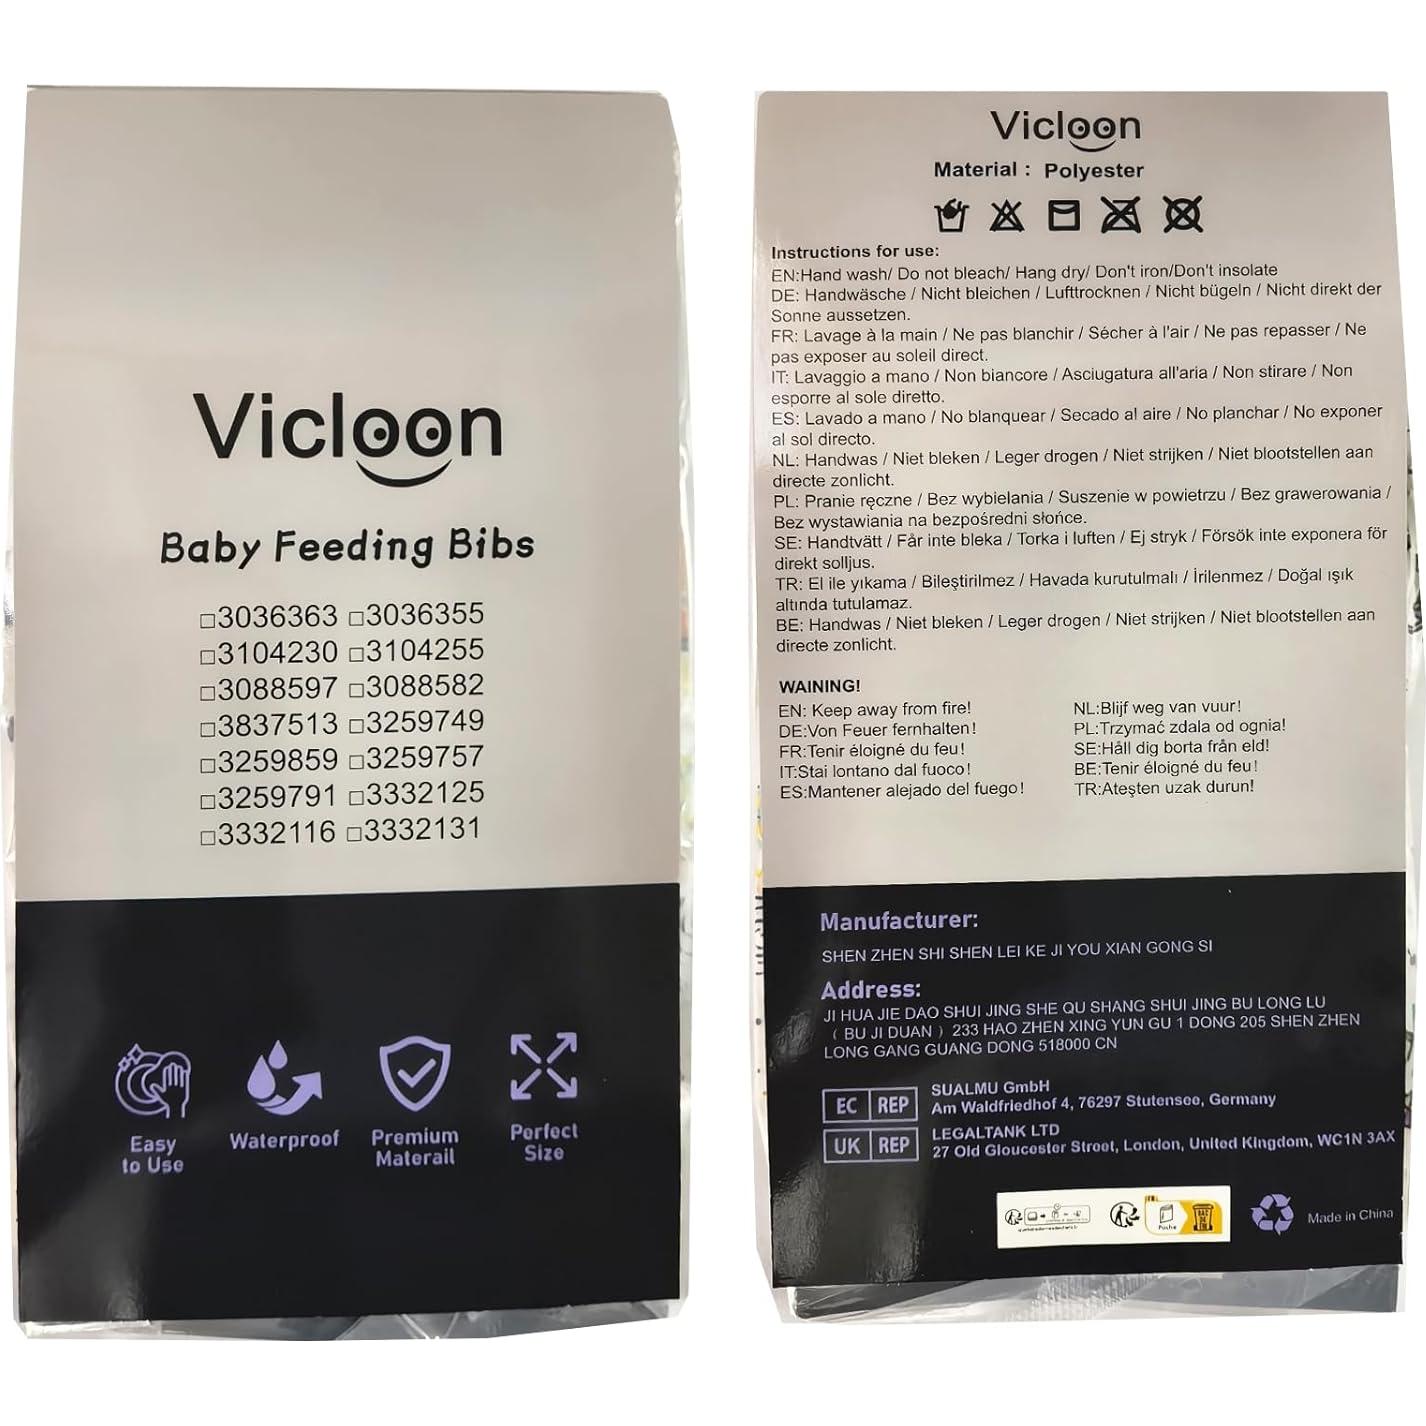 Vicloon
Baby Feeding Bibs
□3036363 □3036355
□3104230 □3104255
□3088597 □3088582
□3837513 □3259749
□3259859 □3259757
□3259791 □3332125
□3332116 □3332131
Easy
to Use
Waterproof
Premium
Materail
Perfect
Size
Vicloon
Material : Polyester
Instructions for use:
EN:Hand wash/ Do not bleach/ Hang dry/ Don't iron/Don't insolate
DE: Handwäsche / Nicht bleichen / Lufttrocknen / Nicht bügeln / Nicht direkt der
Sonne aussetzen.
FR: Lavage à la main / Ne pas blanchir / Sécher à l'air / Ne pas repasser / Ne
pas exposer au soleil direct.
IT: Lavaggio a mano / Non biancore / Asciugatura all'aria / Non stirare / Non
esporre al sole diretto.
ES: Lavado a mano / No blanquear / Secado al aire / No planchar / No exponer
al sol directo.
NL: Handwas / Niet bleken / Leger drogen / Niet strijken / Niet blootstellen aan
directe zonlicht.
PL: Pranie ręczne / Bez wybielania / Suszenie w powietrzu / Bez grawerowania /
Bez wystawiania na bezpośredni słońce.
SE: Handtvätt / Får inte bleka / Torka i luften / Ej stryk / Försök inte exponera för
direkt solljus.
TR: El ile yıkama / Bileştirilmez / Havada kurutulmalı / İrilenmez / Doğal ışık
altında tutulamaz.
BE: Handwas / Niet bleken / Leger drogen / Niet strijken / Niet blootstellen aan
directe zonlicht.
WAINING!
EN: Keep away from fire!
DE:Von Feuer fernhalten!
FR:Tenir éloigné du feu!
IT:Stai lontano dal fuoco!
ES:Mantener alejado del fuego!
NL:Blijf weg van vuur!
PL:Trzymać zdala od ognia!
SE:Håll dig borta från eld!
BE:Tenir éloigné du feu!
TR:Ateşten uzak durun!
Manufacturer:
SHEN ZHEN SHI SHEN LEI KE JI YOU XIAN GONG SI
Address:
JI HUA JIE DAO SHUI JING SHE QU SHANG SHUI JING BU LONG LU
( BU JI DUAN ) 233 HAO ZHEN XING YUN GU 1 DONG 205 SHEN ZHEN
LONG GANG GUANG DONG 518000 CN
EC REP
SUALMU GmbH
Am Waldfriedhof 4, 76297 Stutensee, Germany
UK REP
LEGALTANK LTD
27 Old Gloucester Street, London, United Kingdom, WC1N 3AX
Poche
BAC
DE
TRI
Made in China